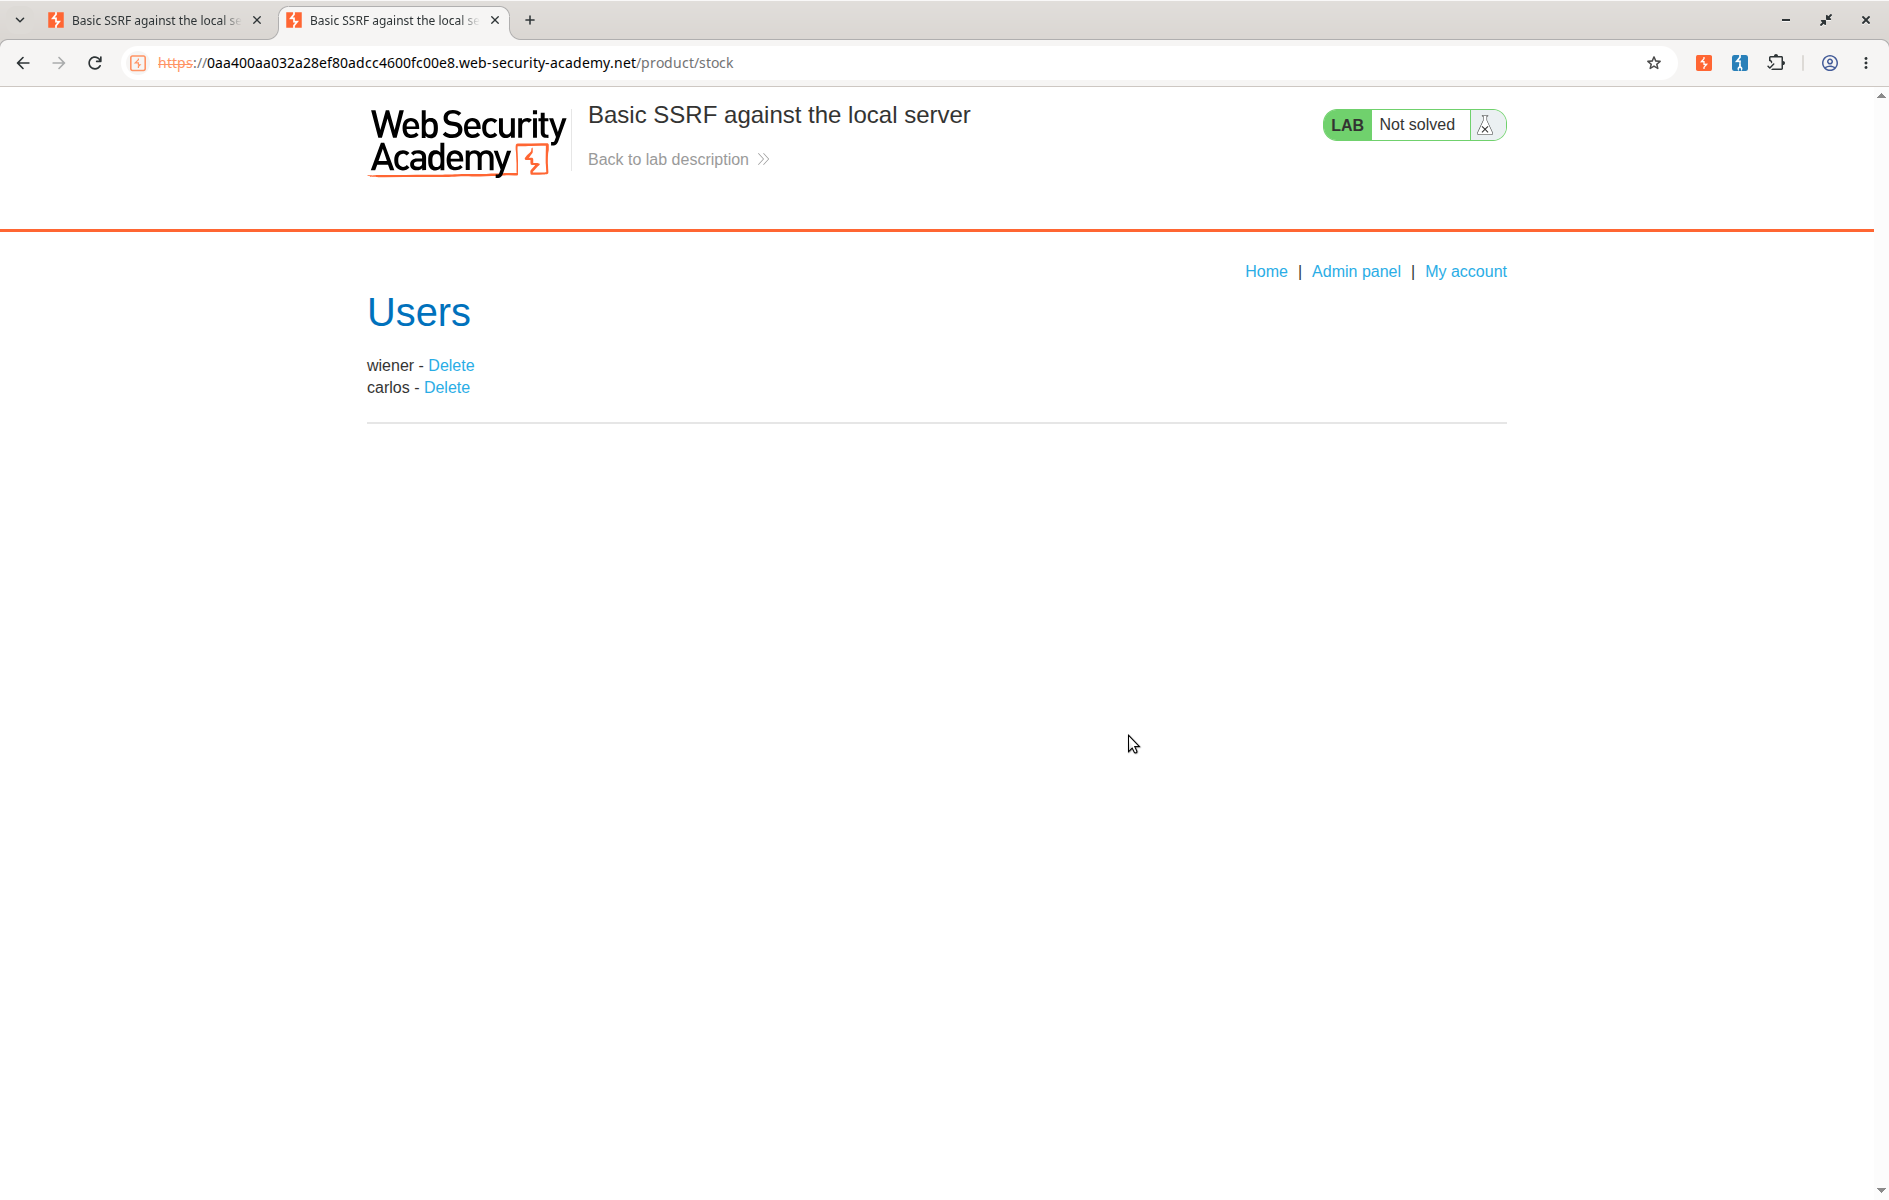 Basic SSRF against the local se
Basic SSRF against the local se
https://0aa400aa032a28ef80adcc4600fc00e8.web-security-academy.net/product/stock
Web Security
Academy
Basic SSRF against the local server
Back to lab description
LAB Not solved
Home | Admin panel | My account
Users
wiener - Delete
carlos - Delete